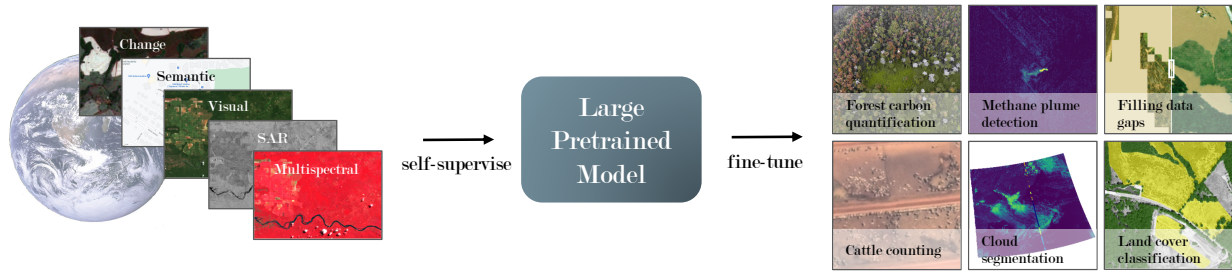 Change
Semantic
Visual
SAR
Multispectral
self-supervise
Large
Pretrained
Model
fine-tune
Forest carbon
quantification
Methane plume
detection
Filling data
gaps
Cattle counting
Cloud
segmentation
Land cover
classification